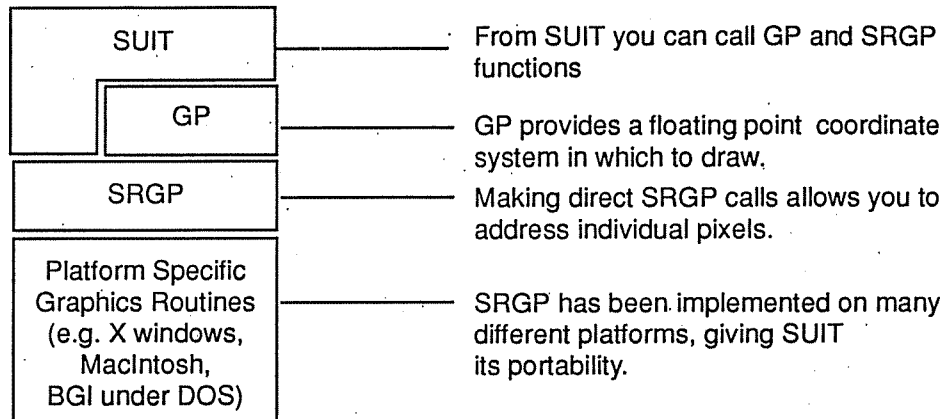 SUIT
From SUIT you can call GP and SRGP
functions
GP
GP provides a floating point coordinate
system in which to draw.
SRGP
Making direct SRGP calls allows you to
address individual pixels.
Platform Specific
Graphics Routines
(e.g. X windows,
MacIntosh,
BGI under DOS)
SRGP has been implemented on many
different platforms, giving SUIT
its portability.